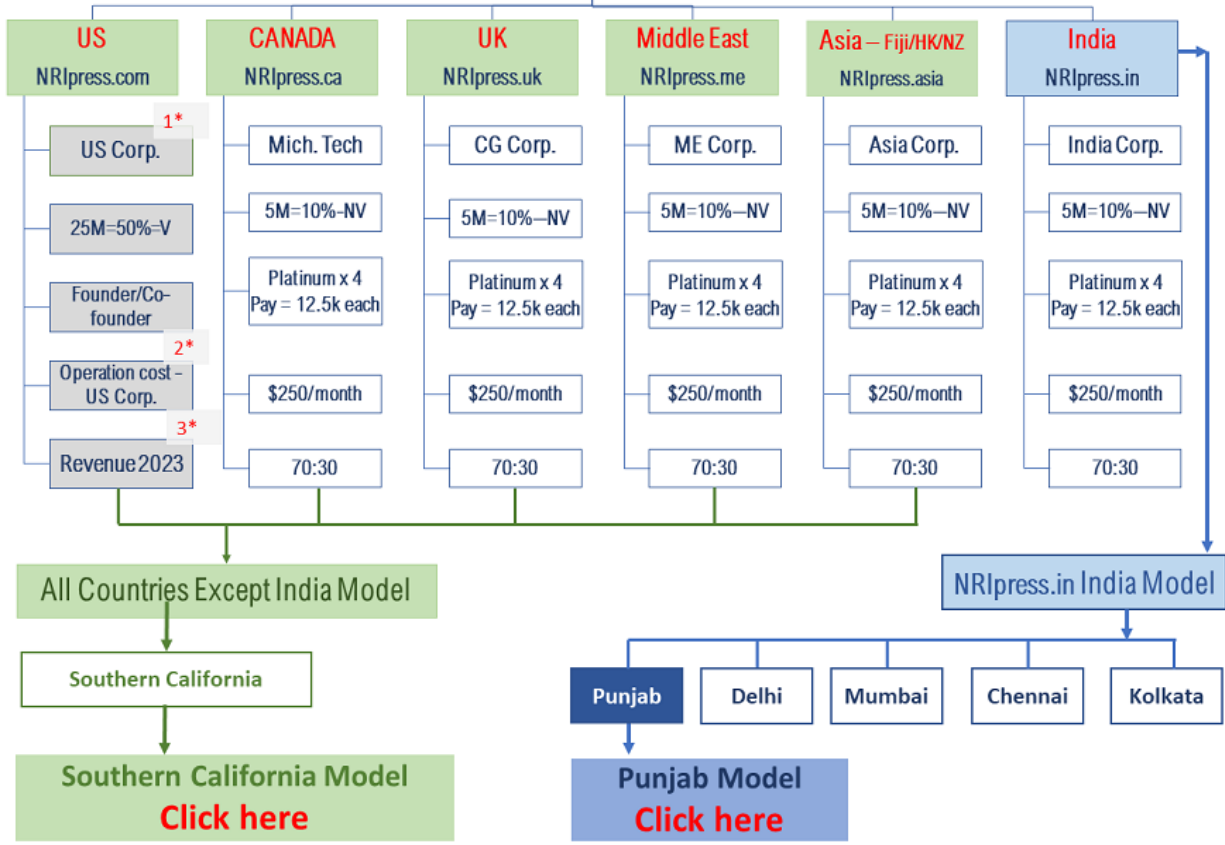 US
NRIpress.com
CANADA
NRIpress.ca
UK
NRIpress.uk
Middle East
NRIpress.me
Asia – Fiji/HK/NZ
NRIpress.asia
India
NRIpress.in
1*
US Corp.
25M=50%=V
Founder/Co-
founder
2*
Operation cost –
US Corp.
3*
Revenue 2023
Mich. Tech
5M=10%-NV
Platinum x 4
Pay = 12.5k each
$250/month
70:30
CG Corp.
5M=10%—NV
Platinum x 4
Pay = 12.5k each
$250/month
70:30
ME Corp.
5M=10%—NV
Platinum x 4
Pay = 12.5k each
$250/month
70:30
Asia Corp.
5M=10%—NV
Platinum x 4
Pay = 12.5k each
$250/month
70:30
India Corp.
5M=10%—NV
Platinum x 4
Pay = 12.5k each
$250/month
70:30
All Countries Except India Model
Southern California
Southern California Model
Click here
NRIpress.in India Model
Punjab
Delhi
Mumbai
Chennai
Kolkata
Punjab Model
Click here